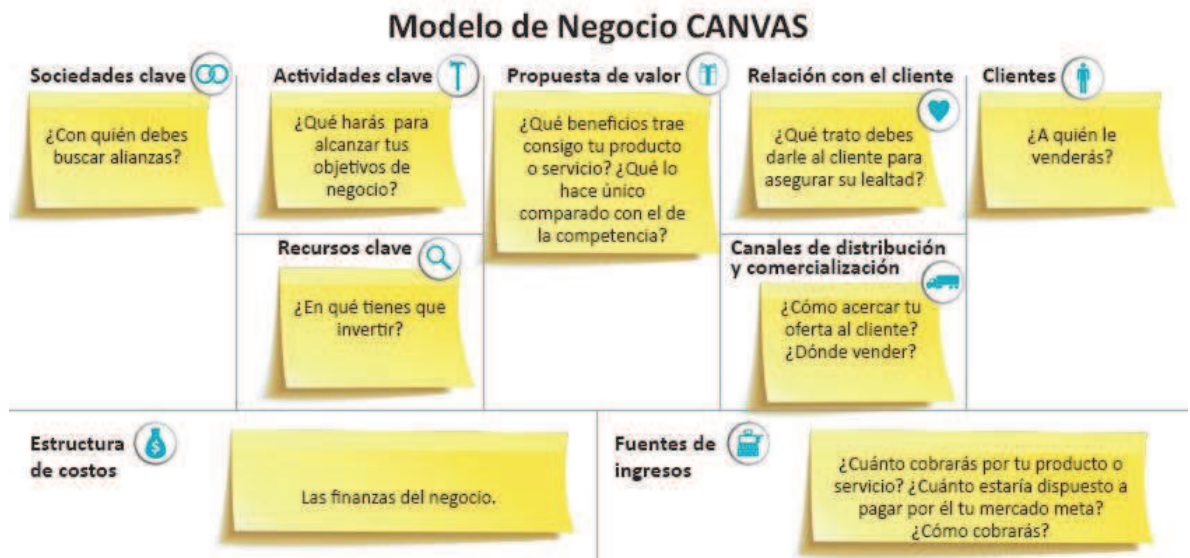 Modelo de Negocio CANVAS
Sociedades clave
¿Con quién debes
buscar alianzas?
Actividades clave
¿Qué harás para
alcanzar tus
objetivos de
negocio?
Recursos clave
¿En qué tienes que
invertir?
Propuesta de valor
¿Qué beneficios trae
consigo tu producto
o servicio? ¿Qué lo
hace único
comparado con el de
la competencia?
Relación con el cliente
¿Qué trato debes
darle al cliente para
asegurar su lealtad?
Canales de distribución
y comercialización
¿Cómo acercar tu
oferta al cliente?
¿Dónde vender?
Clientes
¿A quién le
venderás?
Estructura
de costos
$
Las finanzas del negocio.
Fuentes de
ingresos
¿Cuánto cobrarás por tu producto o
servicio? ¿Cuánto estaría dispuesto a
pagar por él tu mercado meta?
¿Cómo cobrarás?